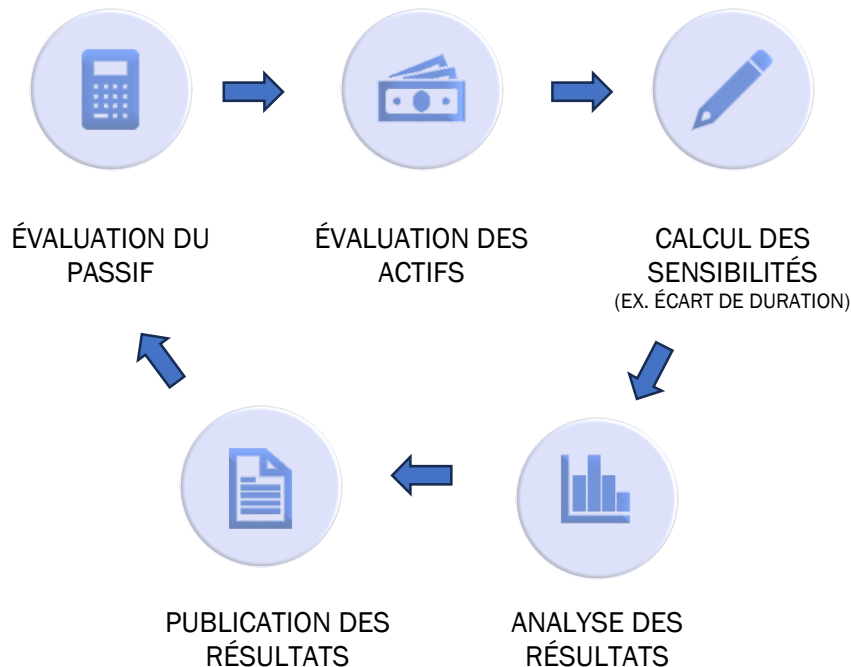 ÉVALUATION DU
PASSIF
ÉVALUATION DES
ACTIFS
CALCUL DES
SENSIBILITÉS
(EX. ÉCART DE DURATION)
PUBLICATION DES
RÉSULTATS
ANALYSE DES
RÉSULTATS